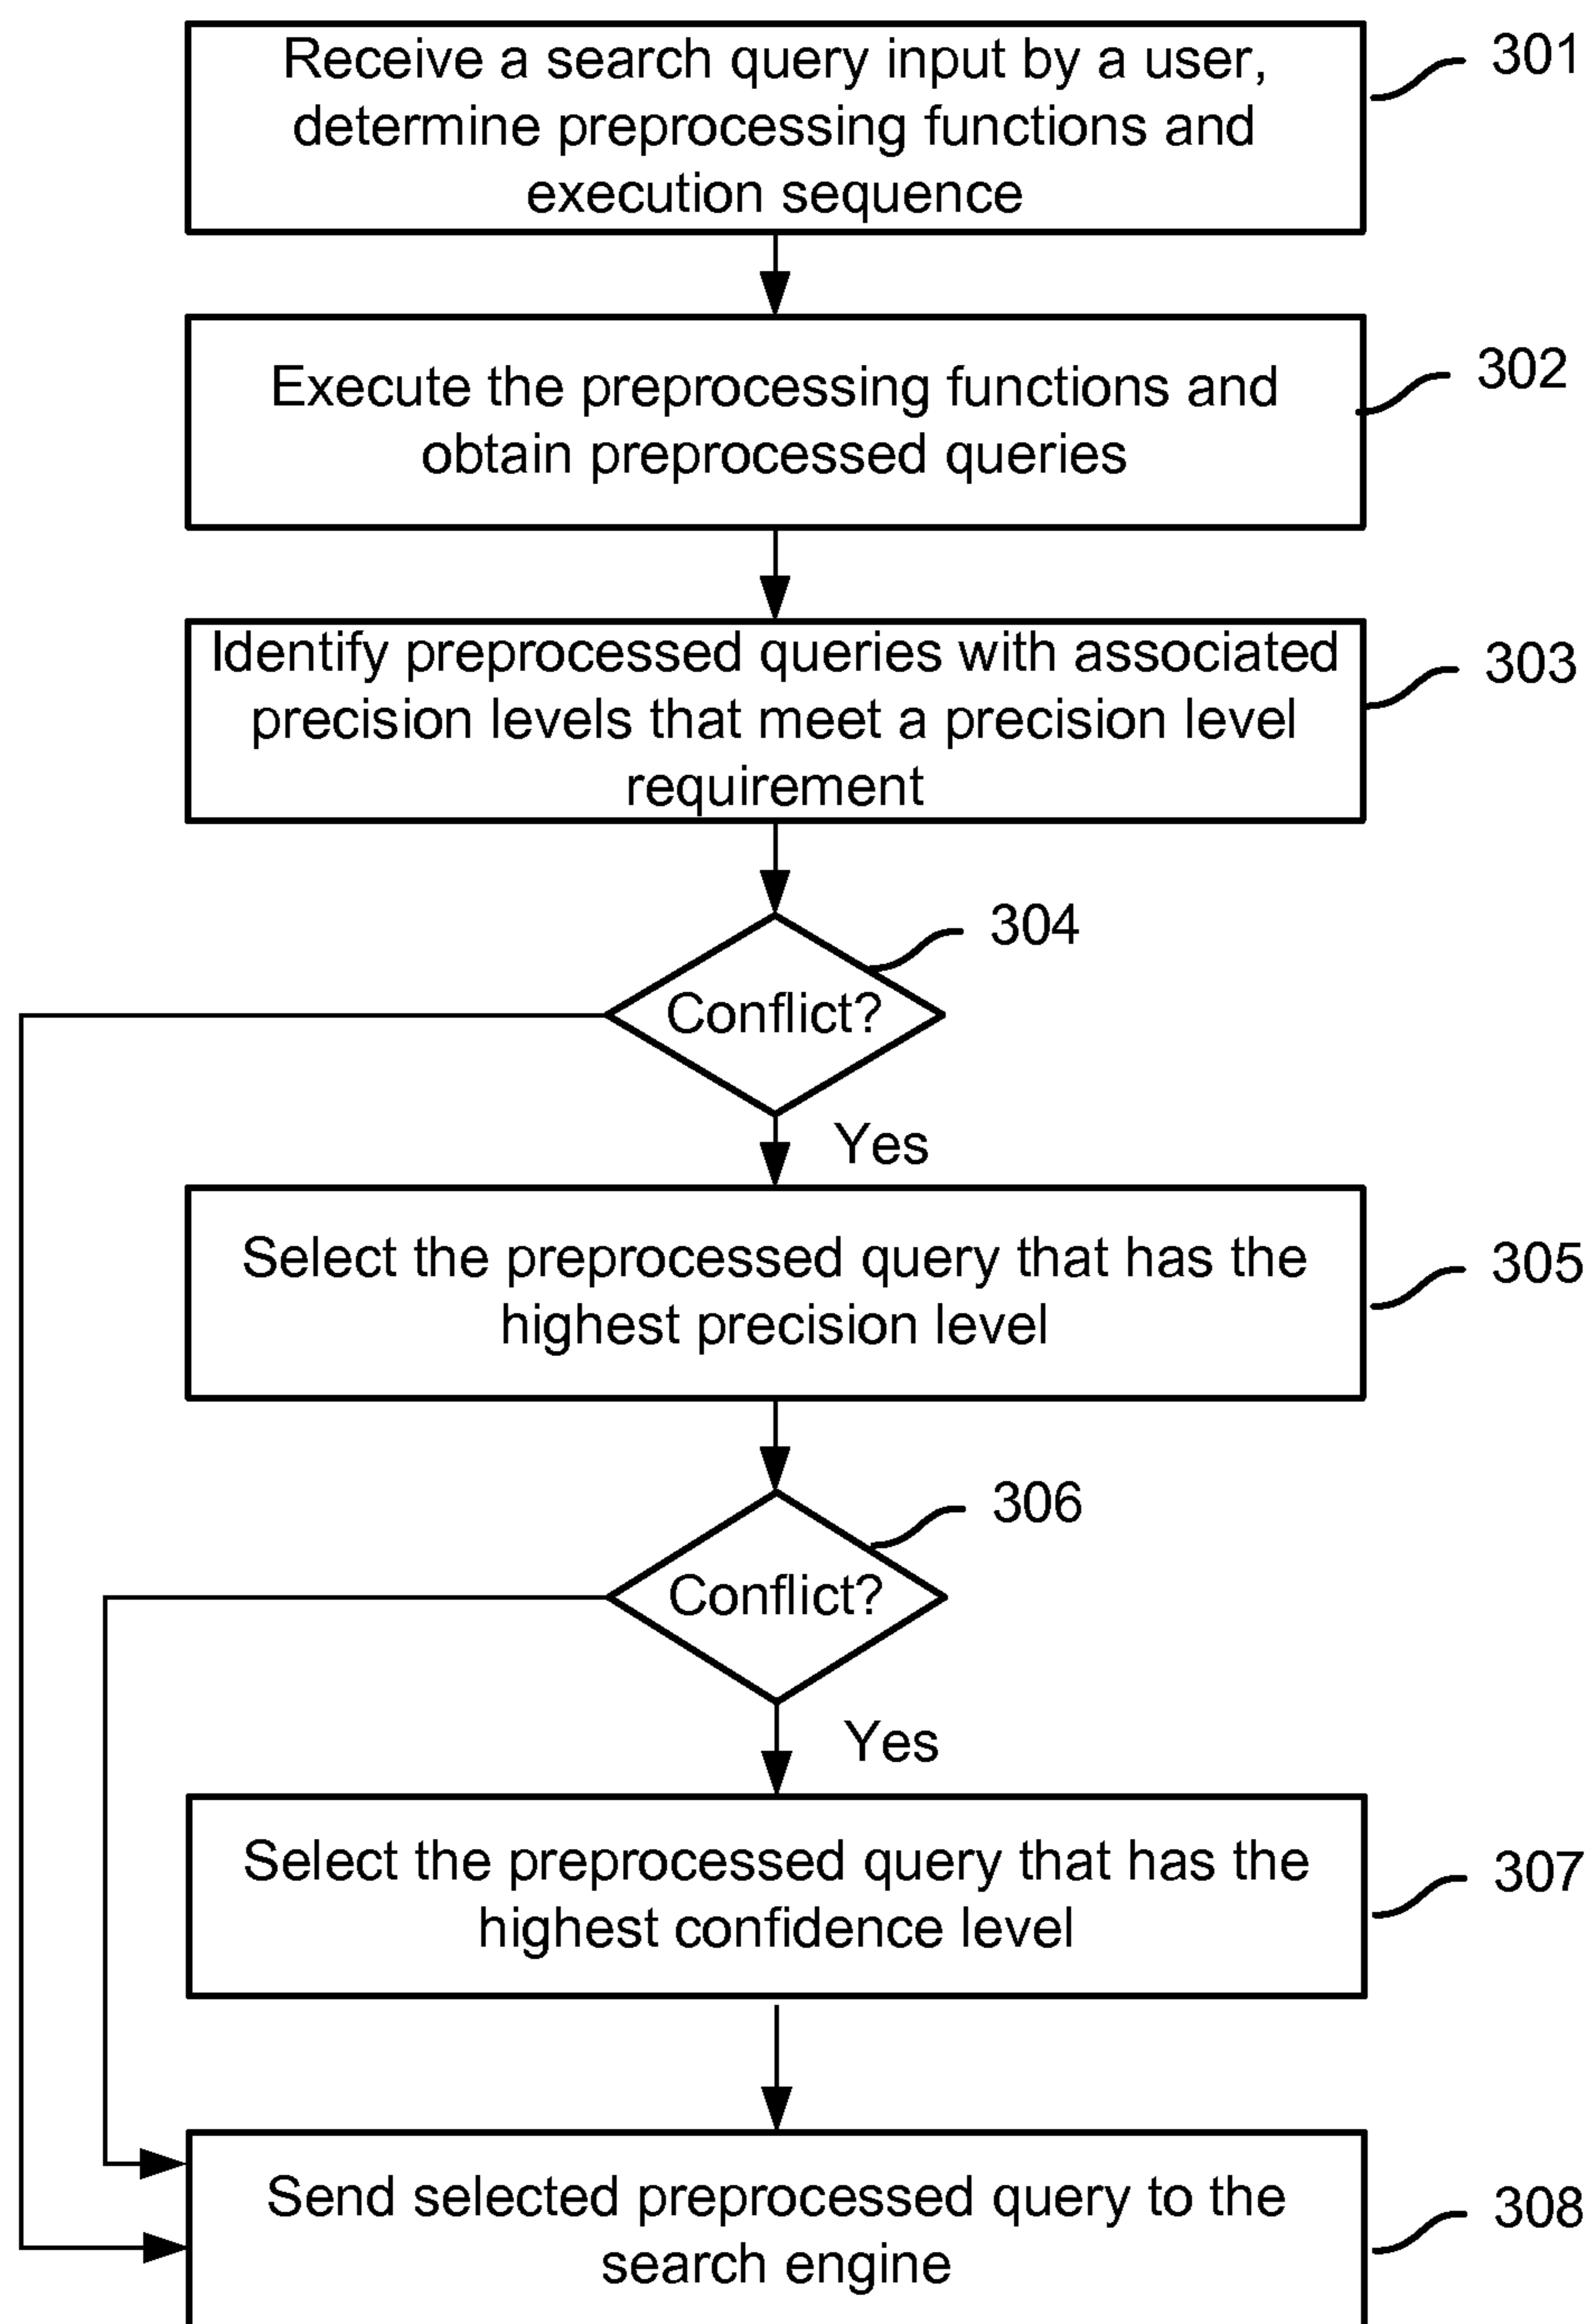 Receive a search query input by a user,
determine preprocessing functions and
execution sequence
301
Execute the preprocessing functions and
obtain preprocessed queries
302
Identify preprocessed queries with associated
precision levels that meet a precision level
requirement
303
304
Conflict?
Yes
Select the preprocessed query that has the
highest precision level
305
306
Conflict?
Yes
Select the preprocessed query that has the
highest confidence level
307
Send selected preprocessed query to the
search engine
308